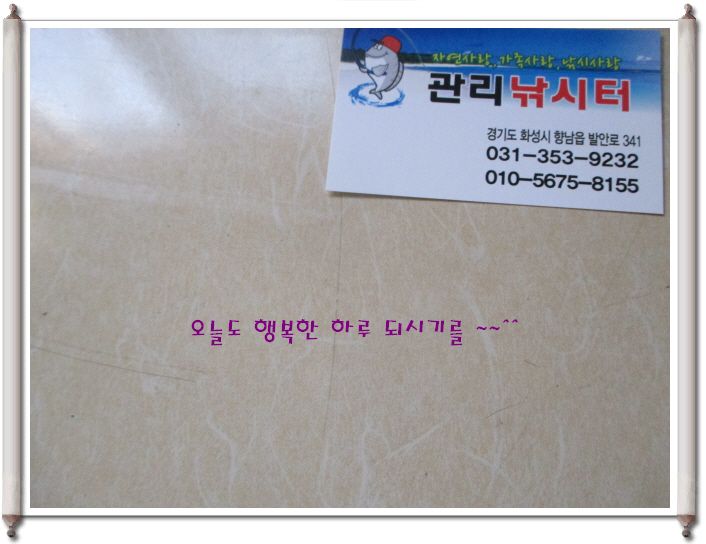 자연사랑,,가족사랑,낚시사랑
관리낚시터
경기도 화성시 향남읍 발안로 341
031-353-9232
010-5675-8155
오늘도 행복한 하루 되시기를 ~~^^